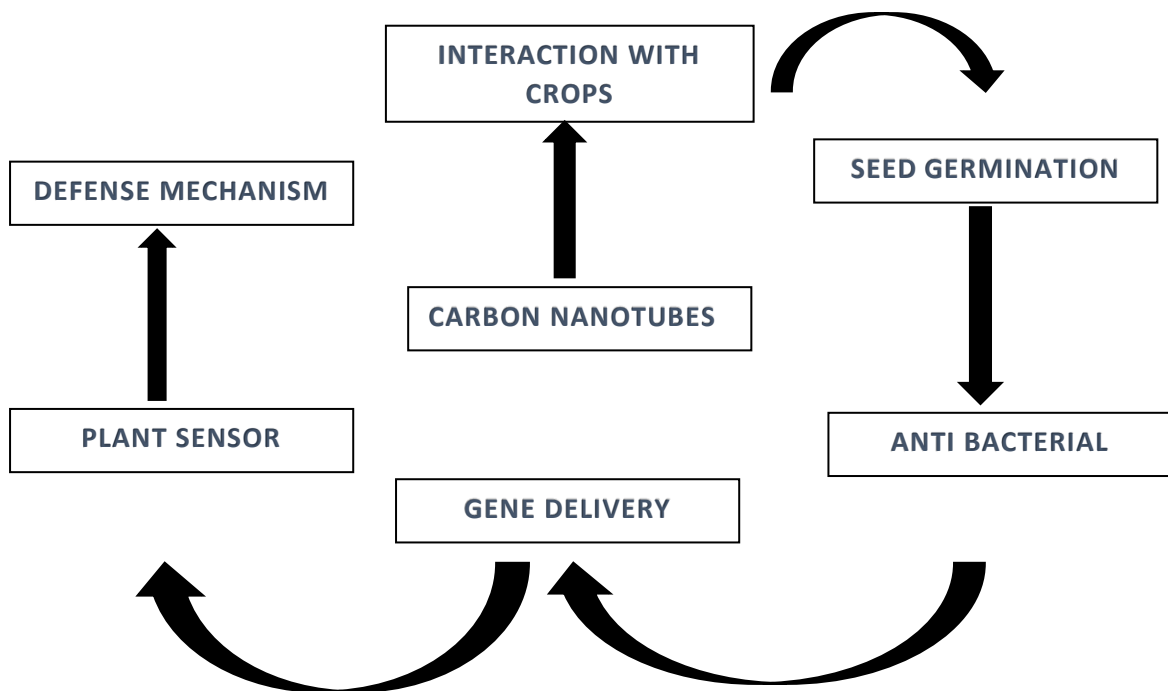 INTERACTION WITH
CROPS
SEED GERMINATION
DEFENSE MECHANISM
CARBON NANOTUBES
PLANT SENSOR
ANTI BACTERIAL
GENE DELIVERY